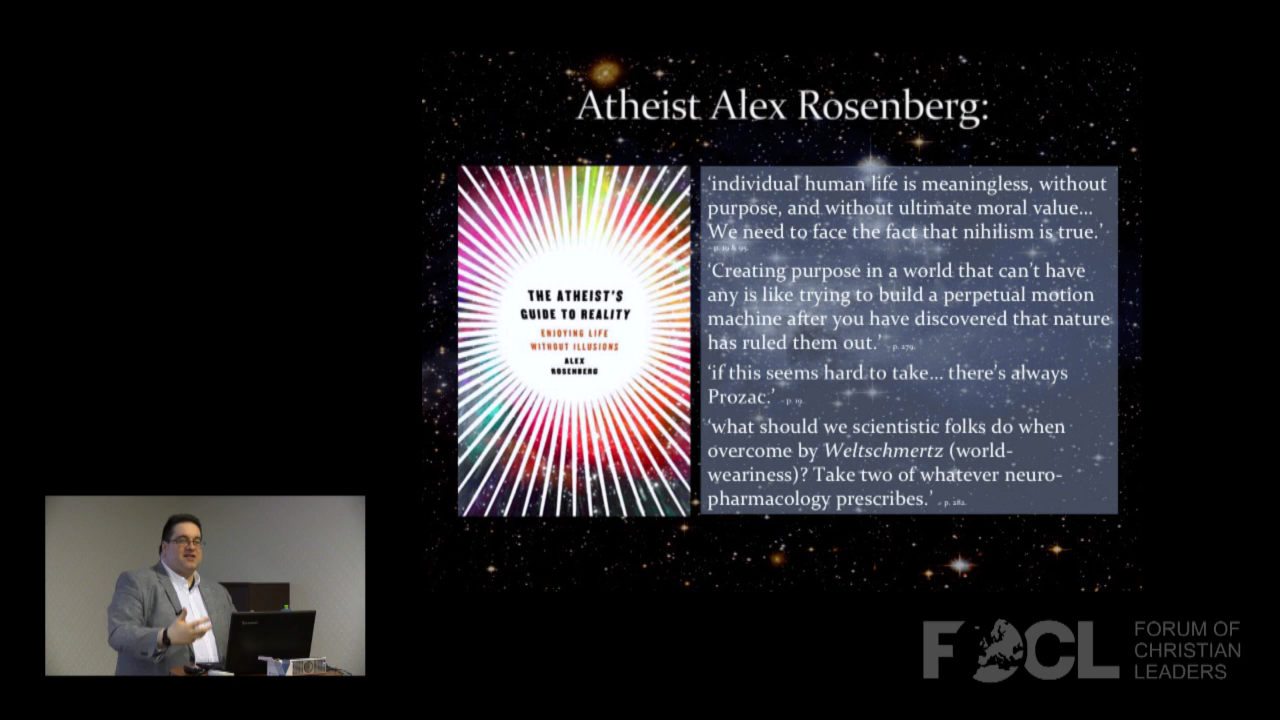 Atheist Alex Rosenberg:
THE ATHEIST'S
GUIDE TO REALITY
ENJOYING LIFE
WITHOUT ILLUSIONS
ALEX
ROSENBERG
‘individual human life is meaningless, without
purpose, and without ultimate moral value…
We need to face the fact that nihilism is true.’
- p. 19 & 95.
‘Creating purpose in a world that can’t have
any is like trying to build a perpetual motion
machine after you have discovered that nature
has ruled them out.’ - p. 279.
‘if this seems hard to take… there’s always
Prozac.’ - p. 19.
‘what should we scientistic folks do when
overcome by Weltschmertz (world-
weariness)? Take two of whatever neuro-
pharmacology prescribes.’ - p. 282.
FOCL
FORUM OF
CHRISTIAN
LEADERS